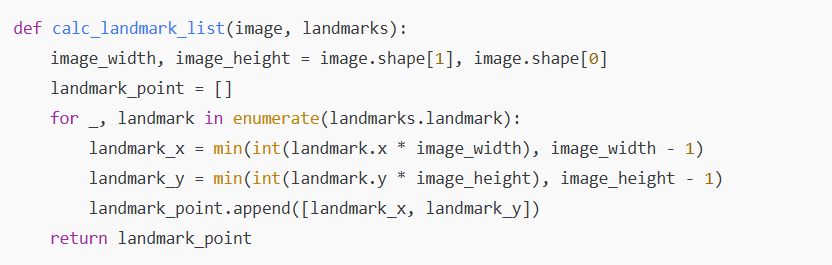 def calc_landmark_list(image, landmarks):
    image_width, image_height = image.shape[1], image.shape[0]
    landmark_point = []
    for _, landmark in enumerate(landmarks.landmark):
        landmark_x = min(int(landmark.x * image_width), image_width - 1)
        landmark_y = min(int(landmark.y * image_height), image_height - 1)
        landmark_point.append([landmark_x, landmark_y])
    return landmark_point